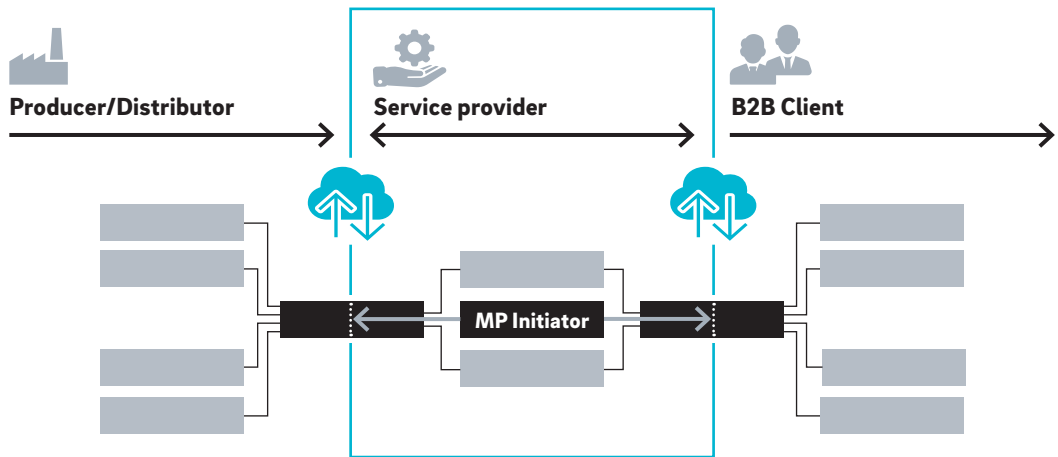 Producer/Distributor
Service provider
B2B Client
MP Initiator